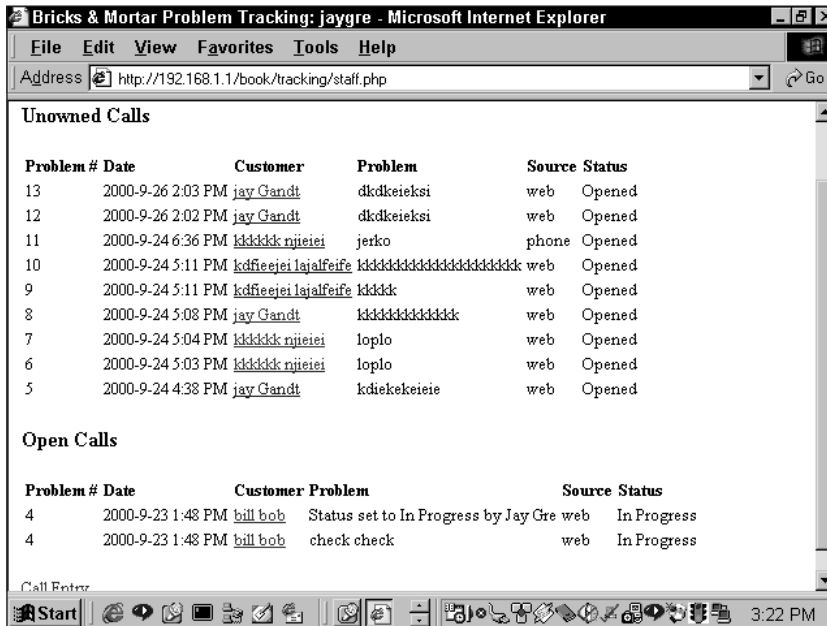 Bricks & Mortar Problem Tracking: jaygre - Microsoft Internet Explorer
File Edit View Favorites Tools Help
Address http://192.168.1.1/book/tracking/staff.php Go
Unowned Calls
Problem # Date Customer Problem Source Status
13 2000-9-26 2:03 PM jay Gandt dkdkeieksi web Opened
12 2000-9-26 2:02 PM jay Gandt dkdkeieksi web Opened
11 2000-9-24 6:36 PM kkkkkk njieiei jerko phone Opened
10 2000-9-24 5:11 PM kdfieejei lajalfeife kkkkkkkkkkkkkkkkkkkkk web Opened
9 2000-9-24 5:11 PM kdfieejei lajalfeife kkkkk web Opened
8 2000-9-24 5:08 PM jay Gandt kkkkkkkkkkkkk web Opened
7 2000-9-24 5:04 PM kkkkkk njieiei loplo web Opened
6 2000-9-24 5:03 PM kkkkkk njieiei loplo web Opened
5 2000-9-24 4:38 PM jay Gandt kdiekekeieie web Opened
Open Calls
Problem # Date Customer Problem Source Status
4 2000-9-23 1:48 PM bill bob Status set to In Progress by Jay Gre web In Progress
4 2000-9-23 1:48 PM bill bob check check web In Progress
Call Entry
Start 3:22 PM